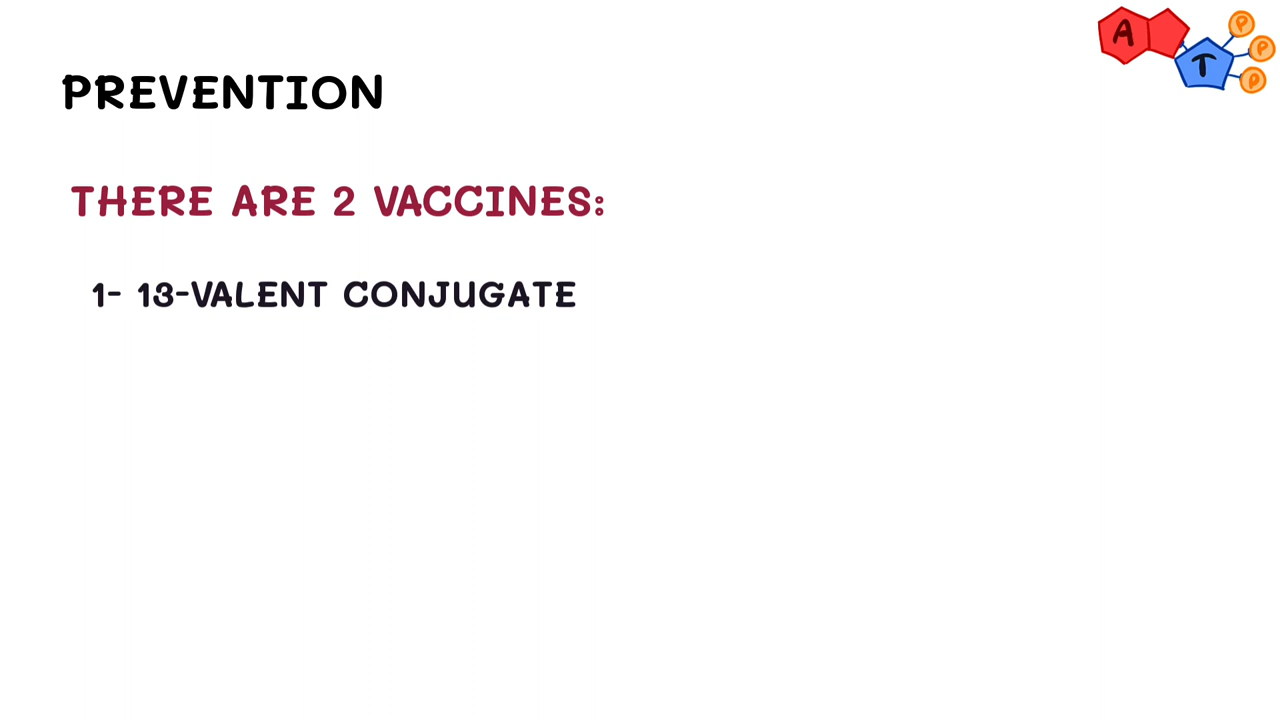 A
T
P
P
P
PREVENTION
THERE ARE 2 VACCINES:
1- 13-VALENT CONJUGATE